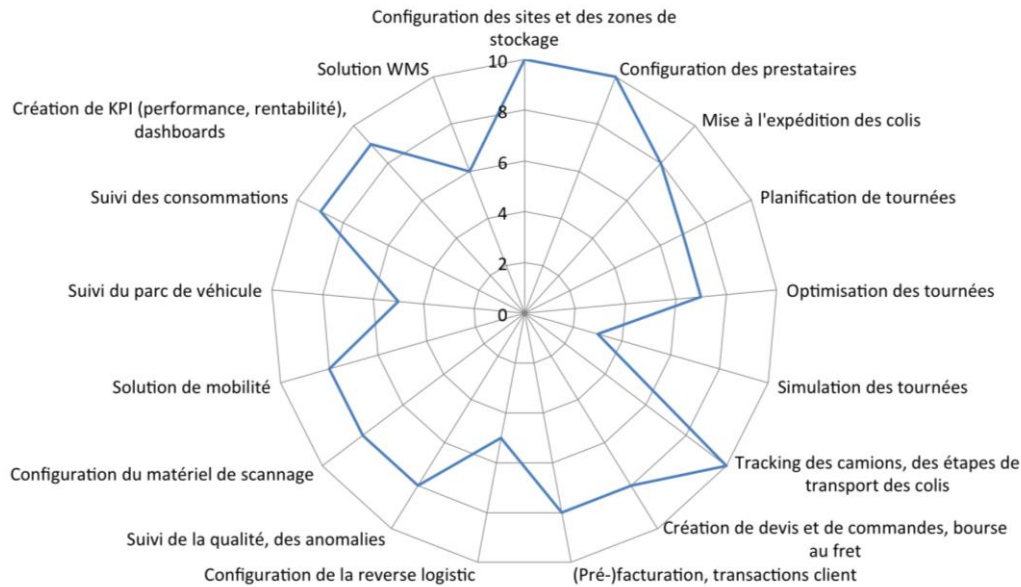 Configuration des sites et des zones de
stockage
Configuration des prestataires
Mise à l'expédition des colis
Planification de tournées
Optimisation des tournées
Simulation des tournées
Tracking des camions, des étapes de
transport des colis
Création de devis et de commandes, bourse
au fret
(Pré-)facturation, transactions client
Configuration de la reverse logistic
Suivi de la qualité, des anomalies
Configuration du matériel de scannage
Solution de mobilité
Suivi du parc de véhicule
Suivi des consommations
Création de KPI (performance, rentabilité),
dashboards
Solution WMS
10
8
6
4
2
0